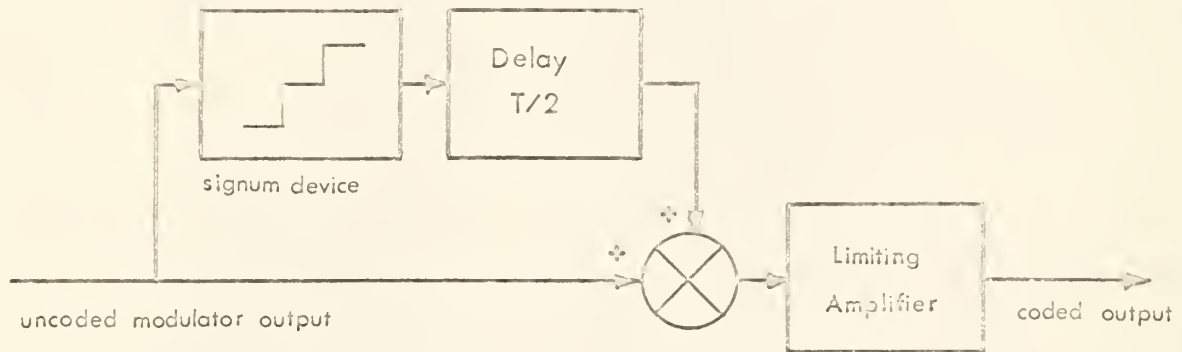 Delay
T/2
signum device
+
+
Limiting
Amplifier
uncoded modulator output
coded output